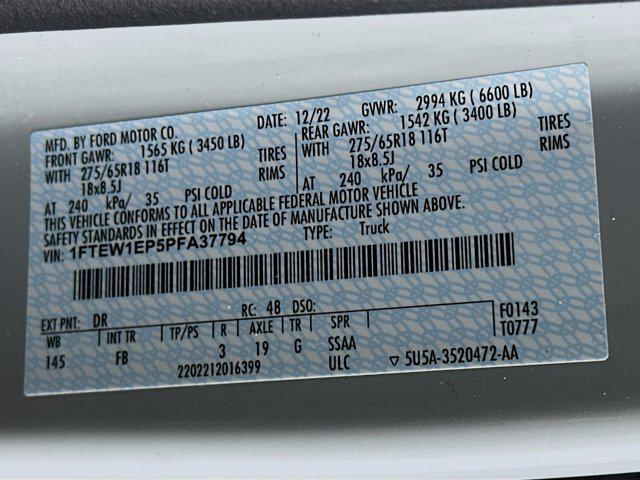 MFD. BY FORD MOTOR CO. DATE: 12/22 GVWR: 2994 KG ( 6600 LB)
FRONT GAWR: 1565 KG ( 3450 LB) REAR GAWR: 1542 KG ( 3400 LB)
WITH 275/65R18 116T TIRES WITH 275/65R18 116T TIRES
18x8.5J RIMS 18x8.5J RIMS
AT 240 kPa/ 35 PSI COLD AT 240 kPa/ 35 PSI COLD
THIS VEHICLE CONFORMS TO ALL APPLICABLE FEDERAL MOTOR VEHICLE
SAFETY STANDARDS IN EFFECT ON THE DATE OF MANUFACTURE SHOWN ABOVE.
VIN: 1FTEW1EP5PFA37794 TYPE: Truck
EXT PNT: DR RC: 48 DSO: F0143
WB INT TR TP/PS R AXLE TR SPR T0777
145 FB 3 19 G SSAA
2202212016399 ULC ▽ 5U5A-3520472-AA